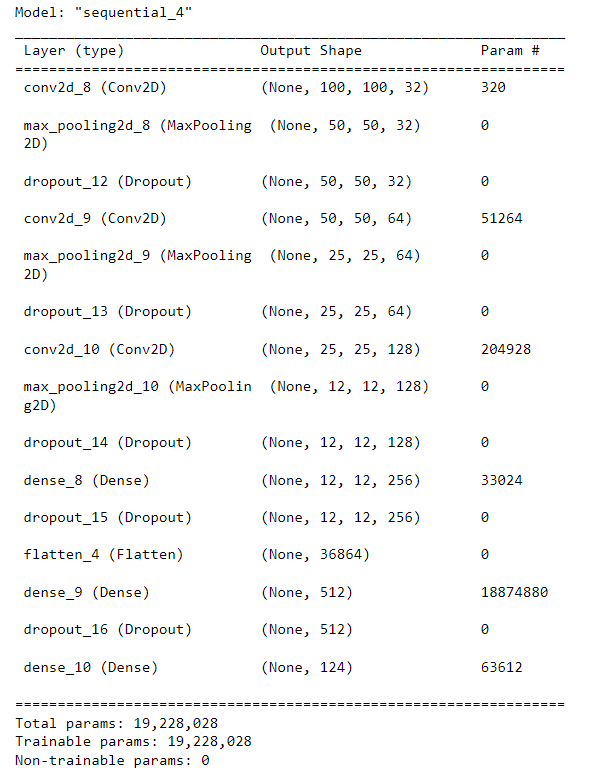 Model: "sequential_4"
_________________________________________________________________
Layer (type) Output Shape Param #
=================================================================
conv2d_8 (Conv2D) (None, 100, 100, 32) 320
max_pooling2d_8 (MaxPooling (None, 50, 50, 32) 0
2D)
dropout_12 (Dropout) (None, 50, 50, 32) 0
conv2d_9 (Conv2D) (None, 50, 50, 64) 51264
max_pooling2d_9 (MaxPooling (None, 25, 25, 64) 0
2D)
dropout_13 (Dropout) (None, 25, 25, 64) 0
conv2d_10 (Conv2D) (None, 25, 25, 128) 204928
max_pooling2d_10 (MaxPoolin (None, 12, 12, 128) 0
g2D)
dropout_14 (Dropout) (None, 12, 12, 128) 0
dense_8 (Dense) (None, 12, 12, 256) 33024
dropout_15 (Dropout) (None, 12, 12, 256) 0
flatten_4 (Flatten) (None, 36864) 0
dense_9 (Dense) (None, 512) 18874880
dropout_16 (Dropout) (None, 512) 0
dense_10 (Dense) (None, 124) 63612
=================================================================
Total params: 19,228,028
Trainable params: 19,228,028
Non-trainable params: 0